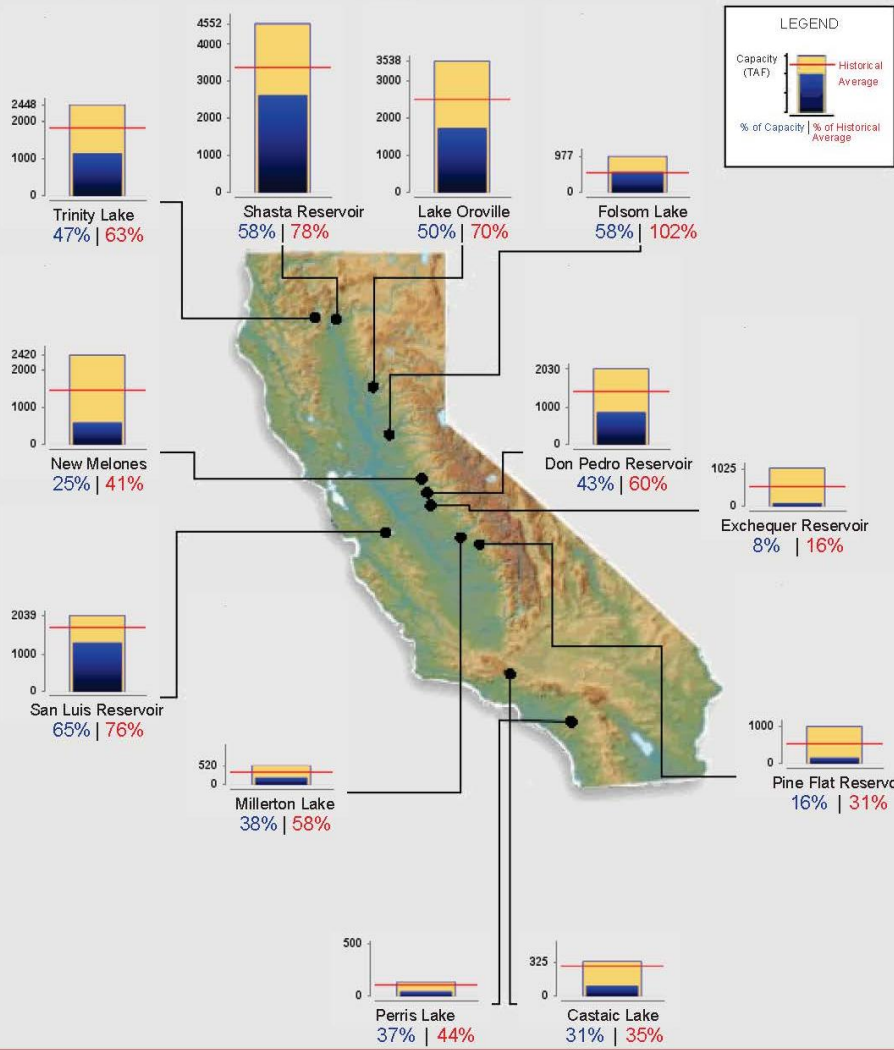 LEGEND
Capacity
(TAF)
Historical
Average
% of Capacity | % of Historical
Average
2448
2000
1000
0
Trinity Lake
47% | 63%
4552
4000
3000
2000
1000
0
Shasta Reservoir
58% | 78%
3538
3000
2000
1000
0
Lake Oroville
50% | 70%
977
0
Folsom Lake
58% | 102%
2420
2000
1000
0
New Melones
25% | 41%
2030
1000
0
Don Pedro Reservoir
43% | 60%
1025
0
Exchequer Reservoir
8% | 16%
2039
1000
0
San Luis Reservoir
65% | 76%
520
0
Millerton Lake
38% | 58%
1000
0
Pine Flat Reservo
16% | 31%
500
0
Perris Lake
37% | 44%
325
0
Castaic Lake
31% | 35%